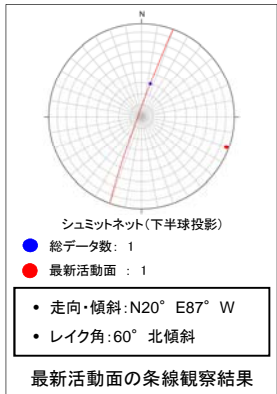 N
シュミットネット(下半球投影)
総データ数: 1
最新活動面 : 1
• 走向・傾斜:N20° E87° W
• レイク角:60° 北傾斜
最新活動面の条線観察結果